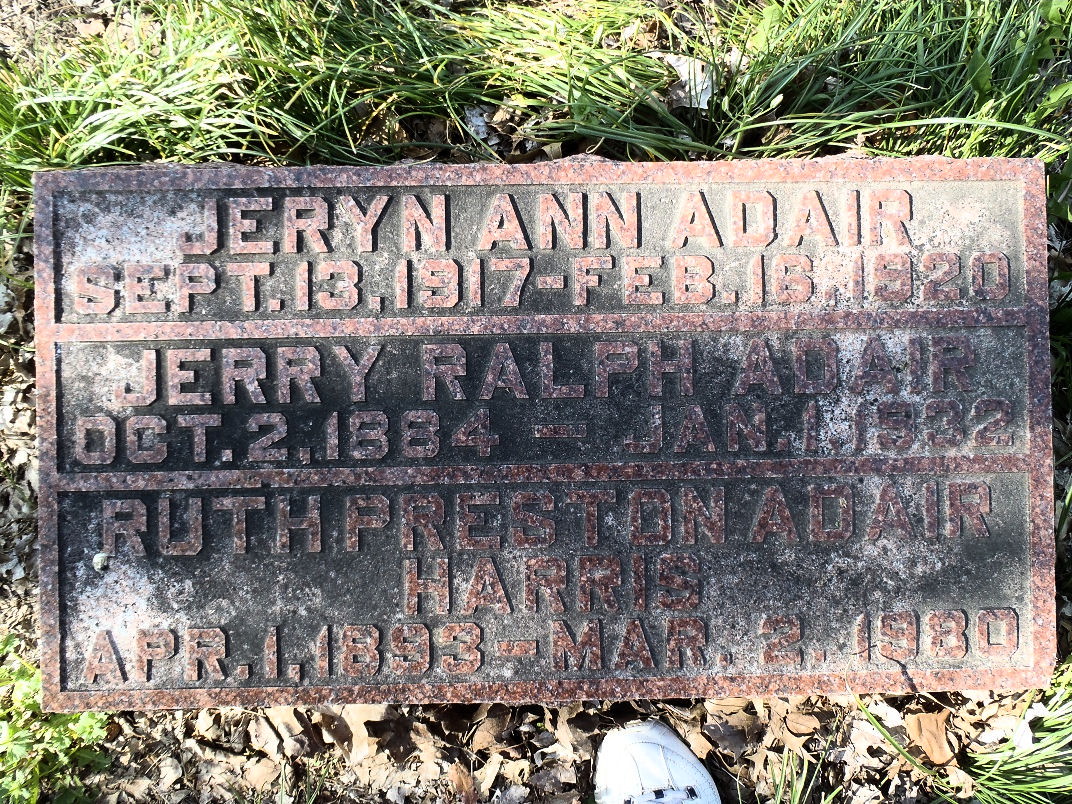 JERYN ANN ADAIR
SEPT. 13, 1917 - FEB. 16, 1920
JERRY RALPH ADAIR
OCT. 2, 1884 - JAN. 1, 1932
RUTH PRESTON ADAIR
HARRIS
APR. 1, 1893 - MAR. 2, 1980